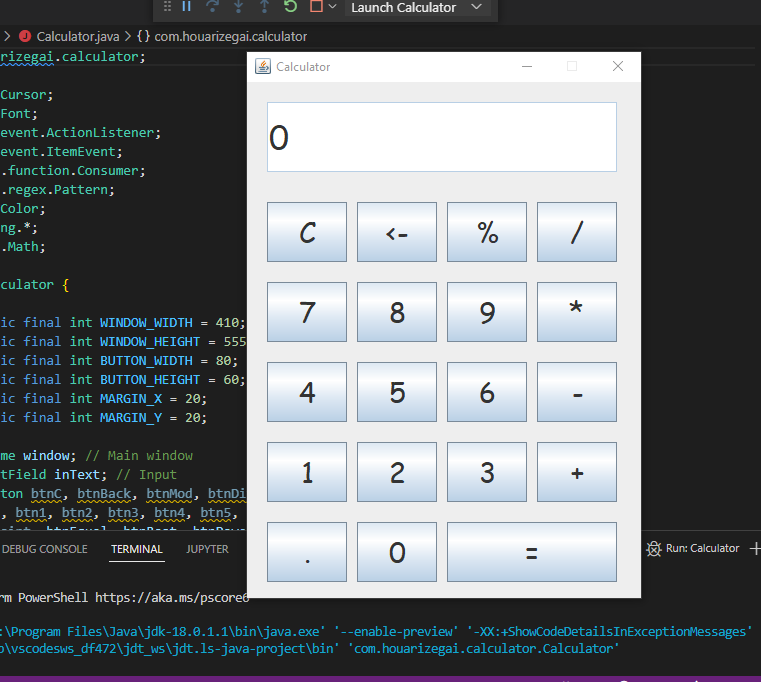 Launch Calculator
Calculator.java > {} com.houarizegai.calculator
rizegai.calculator;
Cursor;
Font;
event.ActionListener;
event.ItemEvent;
.function.Consumer;
.regex.Pattern;
Color;
ng.*;
.Math;
culator {
ic final int WINDOW_WIDTH = 410;
ic final int WINDOW_HEIGHT = 555
ic final int BUTTON_WIDTH = 80;
ic final int BUTTON_HEIGHT = 60;
ic final int MARGIN_X = 20;
ic final int MARGIN_Y = 20;
me window; // Main window
tField inText; // Input
ton btnC, btnBack, btnMod, btnDi
, btn1, btn2, btn3, btn4, btn5,
Calculator
0
C <- % /
7 8 9 *
4 5 6 -
1 2 3 +
. 0 =
DEBUG CONSOLE TERMINAL JUPYTER
Run: Calculator
rm PowerShell https://aka.ms/pscore6
:\Program Files\Java\jdk-18.0.1.1\bin\java.exe' '--enable-preview' '-XX:+ShowCodeDetailsInExceptionMessages'
\vscodesws_df472\jdt_ws\jdt.ls-java-project\bin' 'com.houarizegai.calculator.Calculator'